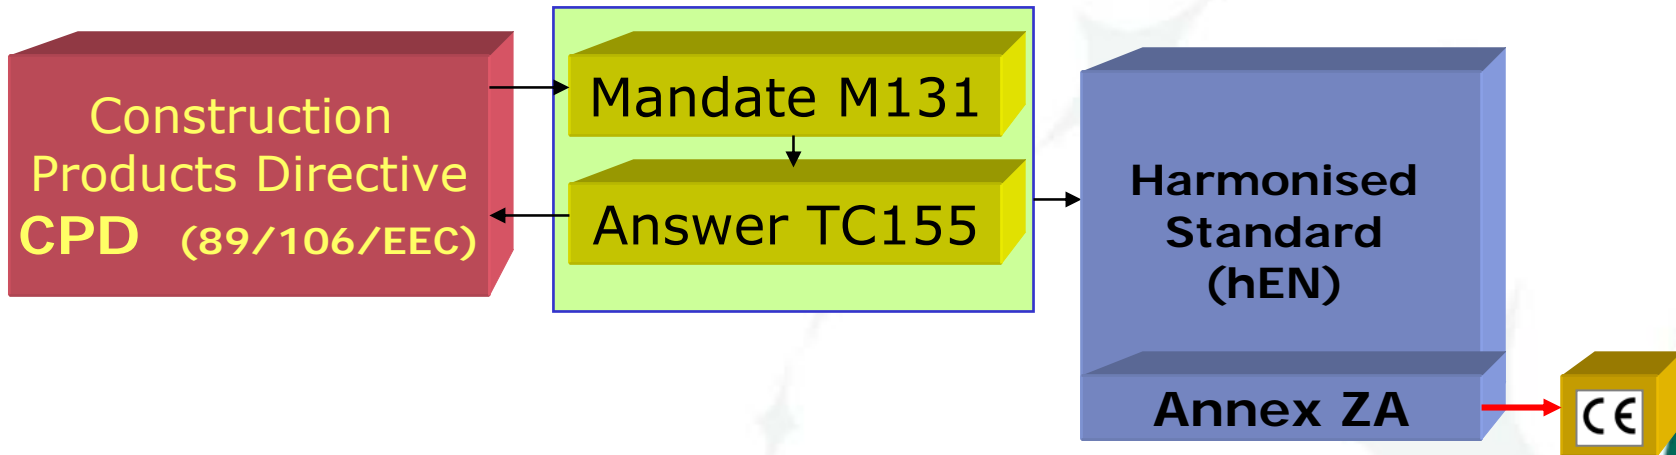 Construction
Products Directive
CPD (89/106/EEC)
Mandate M131
Answer TC155
Harmonised
Standard
(hEN)
Annex ZA
CE